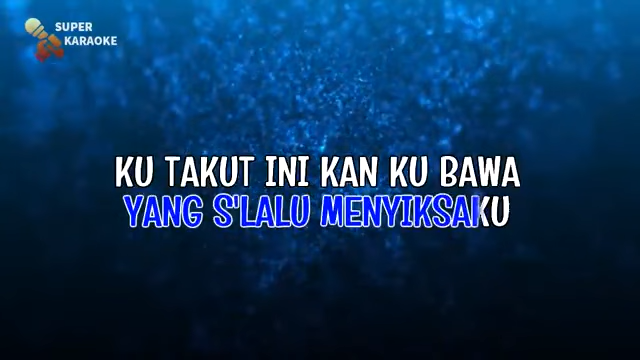 SUPER
KARAOKE
KU TAKUT INI KAN KU BAWA
YANG S'LALU MENYIKSAKU